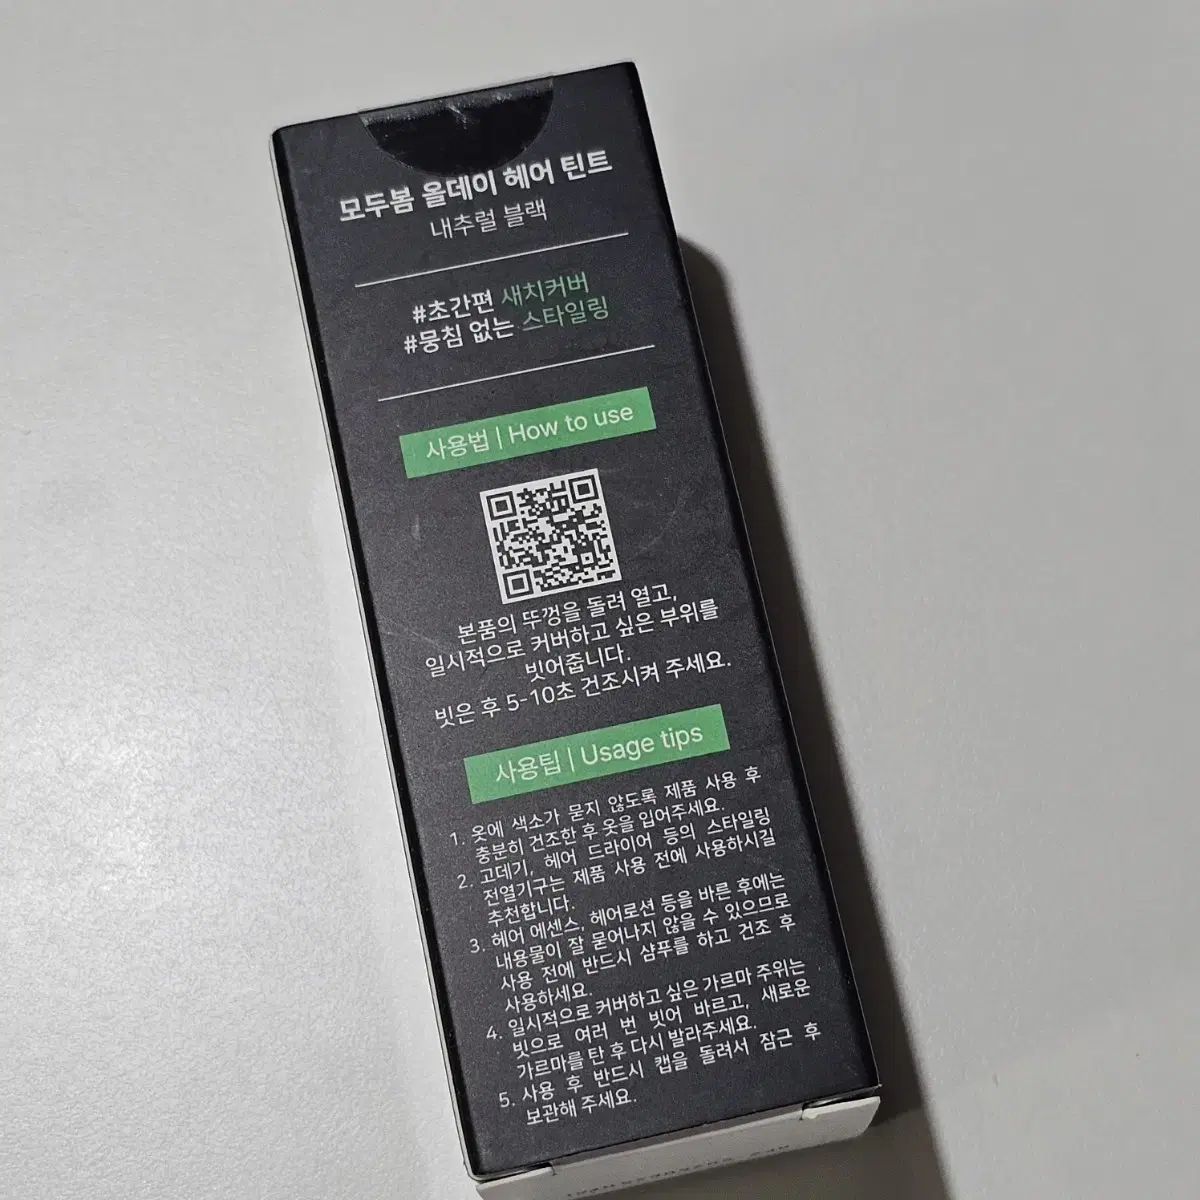 모두봄 올데이 헤어 틴트
내추럴 블랙
#초간편 새치커버
#뭉침 없는 스타일링
사용법 | How to use
본품의 뚜껑을 돌려 열고,
일시적으로 커버하고 싶은 부위를
빗어줍니다.
빗은 후 5-10초 건조시켜 주세요.
사용팁 | Usage tips
1. 옷에 색소가 묻지 않도록 제품 사용 후
충분히 건조한 후 옷을 입어주세요.
2. 고데기, 헤어 드라이어 등의 스타일링
전열기구는 제품 사용 전에 사용하시길
추천합니다.
3. 헤어 에센스, 헤어로션 등을 바른 후에는
내용물이 잘 묻어나지 않을 수 있으므로
사용 전에 반드시 샴푸를 하고 건조 후
사용하세요.
4. 일시적으로 커버하고 싶은 가르마 주위는
빗으로 여러 번 빗어 바르고, 새로운
가르마를 탄 후 다시 발라주세요.
5. 사용 후 반드시 캡을 돌려서 잠근 후
보관해 주세요.